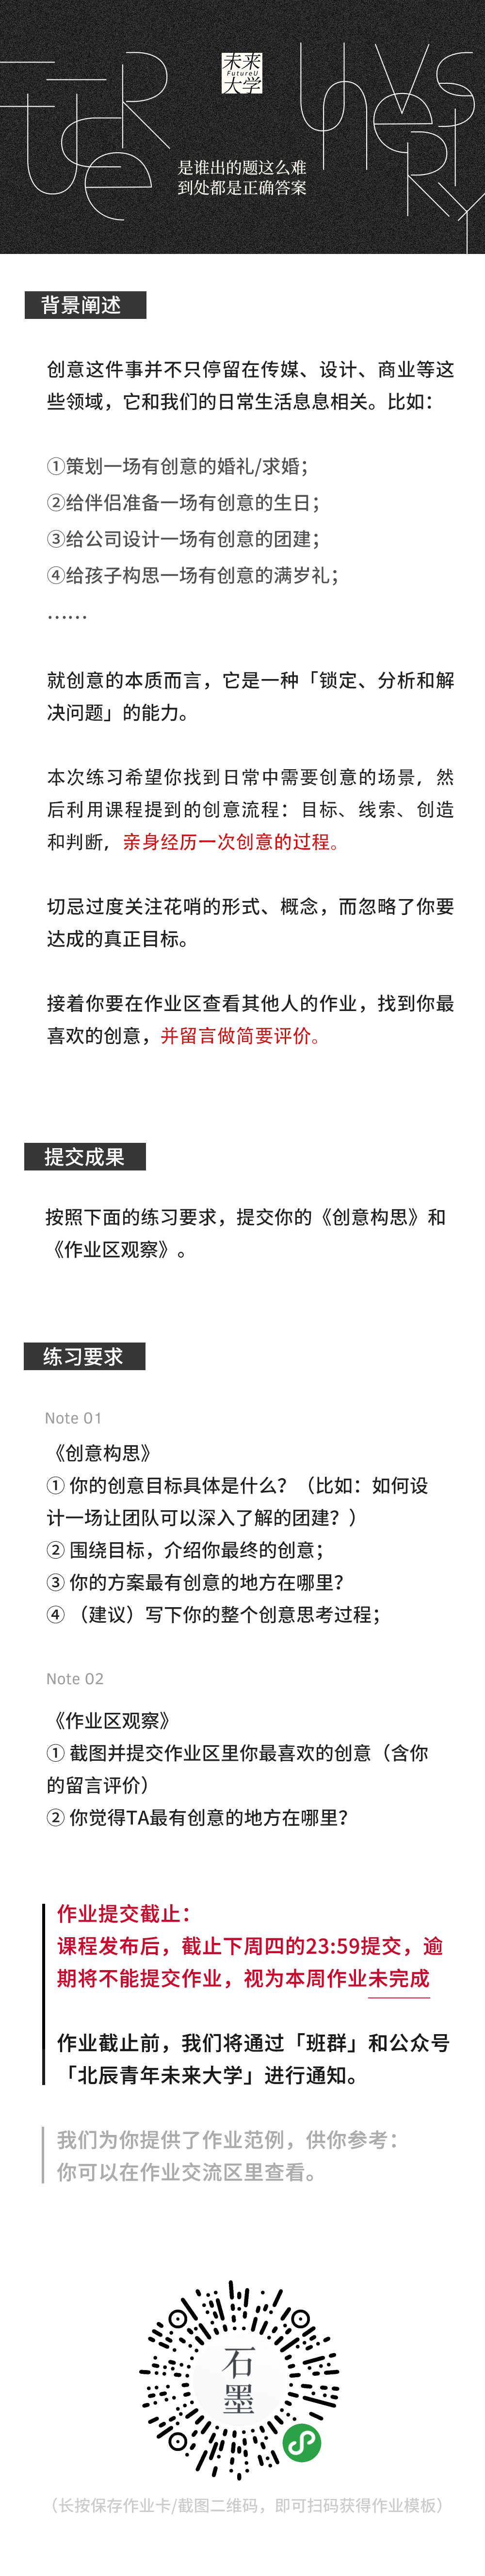 未来
FutureU
大学
FUTURE UNIVERSITY
是谁出的题这么难
到处都是正确答案
背景阐述
创意这件事并不只停留在传媒、设计、商业等这
些领域，它和我们的日常生活息息相关。比如：
①策划一场有创意的婚礼/求婚；
②给伴侣准备一场有创意的生日；
③给公司设计一场有创意的团建；
④给孩子构思一场有创意的满岁礼；
……
就创意的本质而言，它是一种「锁定、分析和解
决问题」的能力。
本次练习希望你找到日常中需要创意的场景，然
后利用课程提到的创意流程：目标、线索、创造
和判断，亲身经历一次创意的过程。
切忌过度关注花哨的形式、概念，而忽略了你要
达成的真正目标。
接着你要在作业区查看其他人的作业，找到你最
喜欢的创意，并留言做简要评价。
提交成果
按照下面的练习要求，提交你的《创意构思》和
《作业区观察》。
练习要求
Note 01
《创意构思》
① 你的创意目标具体是什么？（比如：如何设
计一场让团队可以深入了解的团建？）
② 围绕目标，介绍你最终的创意；
③ 你的方案最有创意的地方在哪里？
④ （建议）写下你的整个创意思考过程；
Note 02
《作业区观察》
① 截图并提交作业区里你最喜欢的创意（含你
的留言评价）
② 你觉得TA最有创意的地方在哪里？
作业提交截止：
课程发布后，截止下周四的23:59提交，逾
期将不能提交作业，视为本周作业未完成
作业截止前，我们将通过「班群」和公众号
「北辰青年未来大学」进行通知。
我们为你提供了作业范例，供你参考：
你可以在作业交流区里查看。
石
墨
（长按保存作业卡/截图二维码，即可扫码获得作业模板）